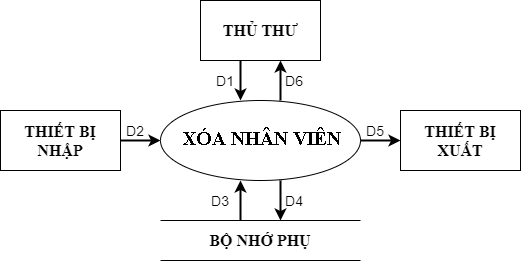 THỦ THƯ
D1
D6
THIẾT BỊ
NHẬP
D2
XÓA NHÂN VIÊN
D5
THIẾT BỊ
XUẤT
D3
D4
BỘ NHỚ PHỤ